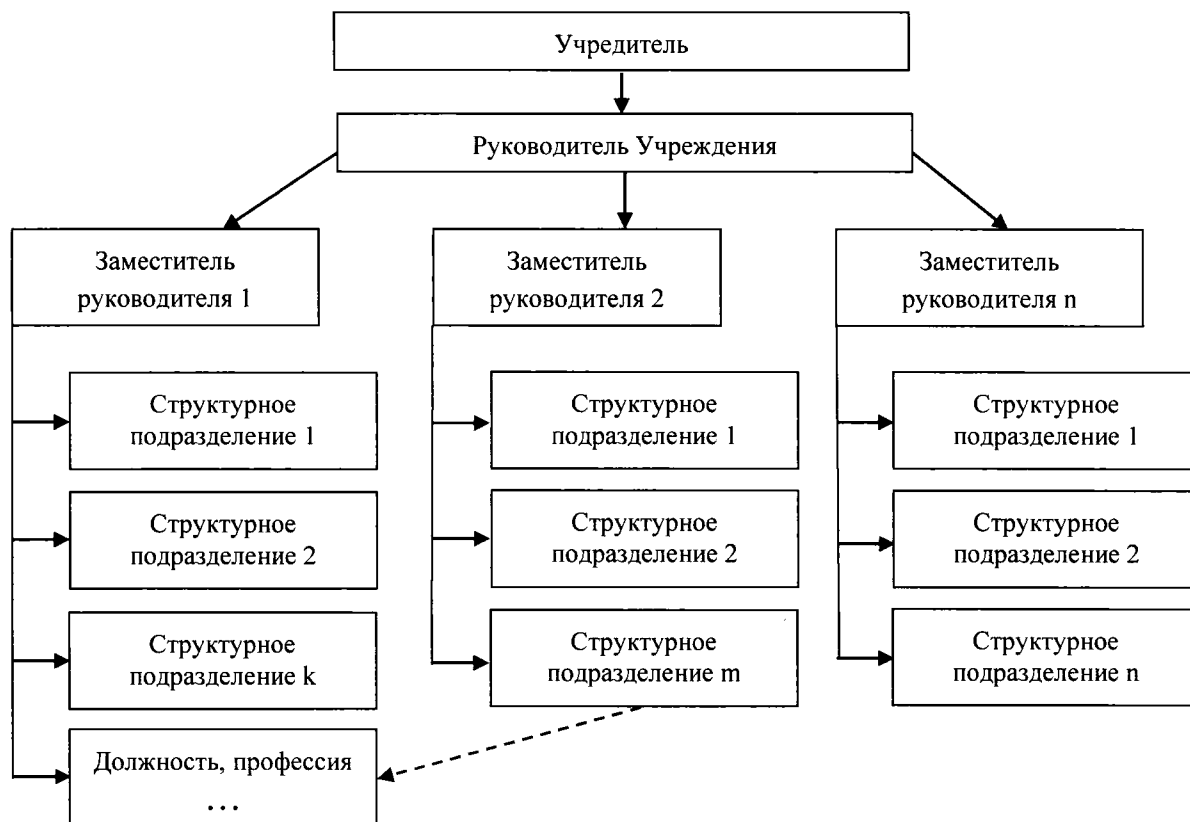 Учредитель
Руководитель Учреждения
Заместитель
руководителя 1
Заместитель
руководителя 2
Заместитель
руководителя n
Структурное
подразделение 1
Структурное
подразделение 1
Структурное
подразделение 1
Структурное
подразделение 2
Структурное
подразделение 2
Структурное
подразделение 2
Структурное
подразделение k
Структурное
подразделение m
Структурное
подразделение n
Должность, профессия
...